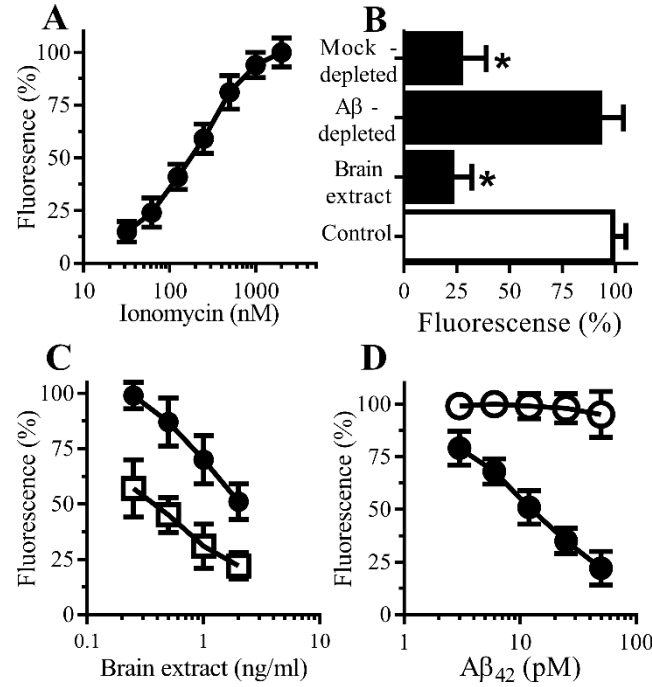 A
Fluoresence (%)
100
75
50
25
0
10
100
1000
Ionomycin (nM)
B
Mock -
depleted
Aβ -
depleted
Brain
extract
Control
*
*
0
25
50
75
100
Fluorescense (%)
C
Fluorescence (%)
100
75
50
25
0
0.1
1
10
Brain extract (ng/ml)
D
Fluorescence (%)
100
75
50
25
0
1
10
100
Aβ42 (pM)